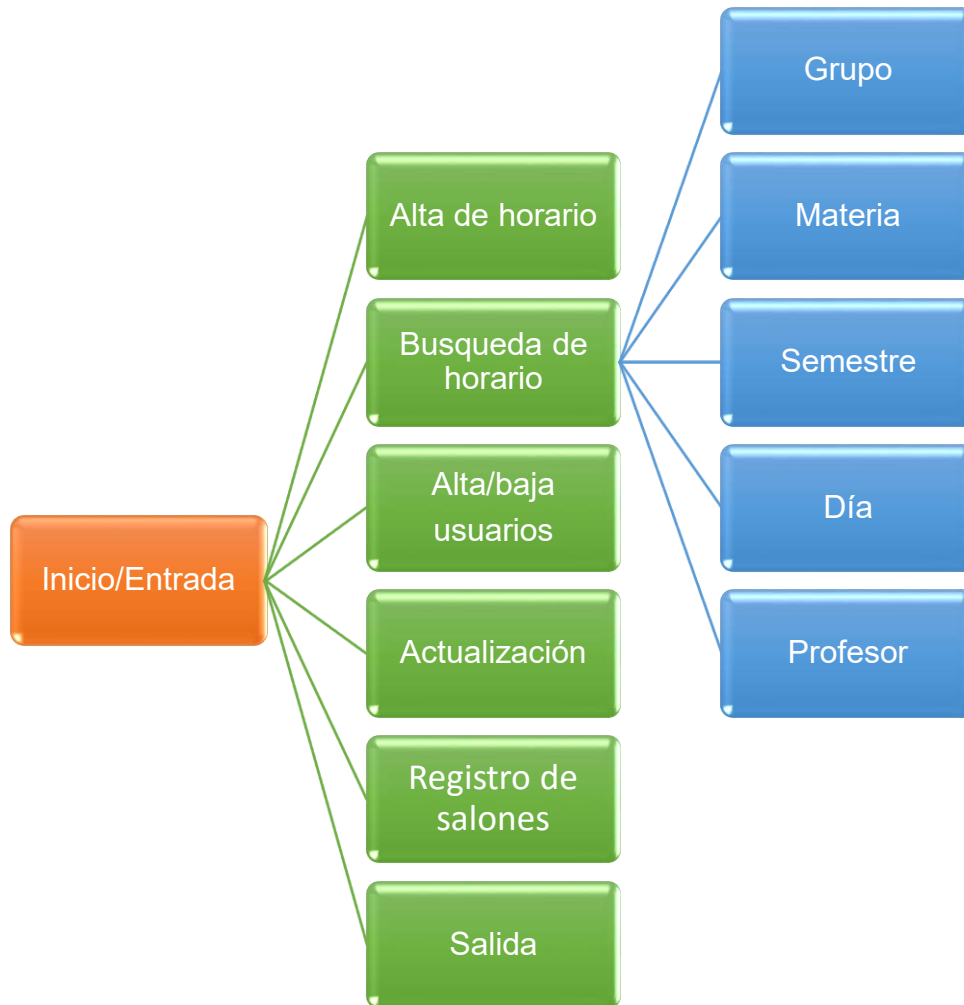 Inicio/Entrada
Alta de horario
Busqueda de
horario
Alta/baja
usuarios
Actualización
Registro de
salones
Salida
Grupo
Materia
Semestre
Día
Profesor